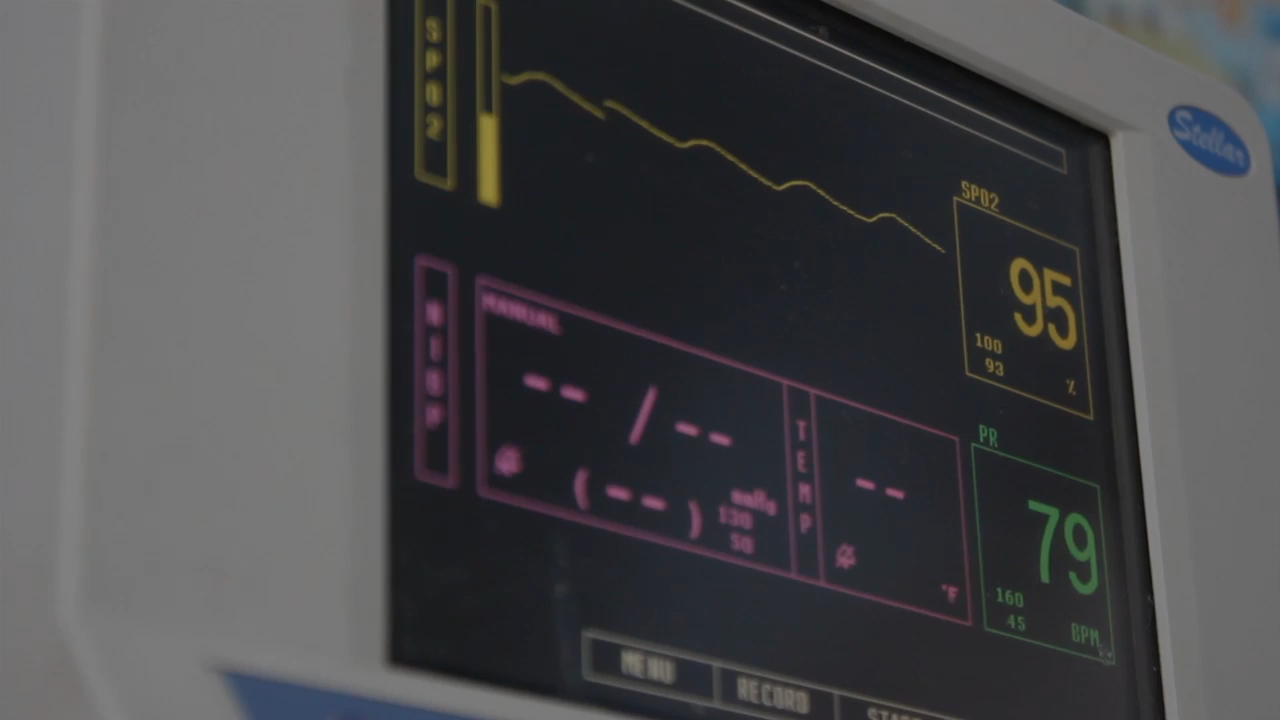 Stellar
SPO2
SPO2
95
100
93
%
NIBP
MANUAL
-- / --
( -- )
mmHg
130
50
TEMP
--
°F
PR
79
160
45
BPM
MENU
RECORD